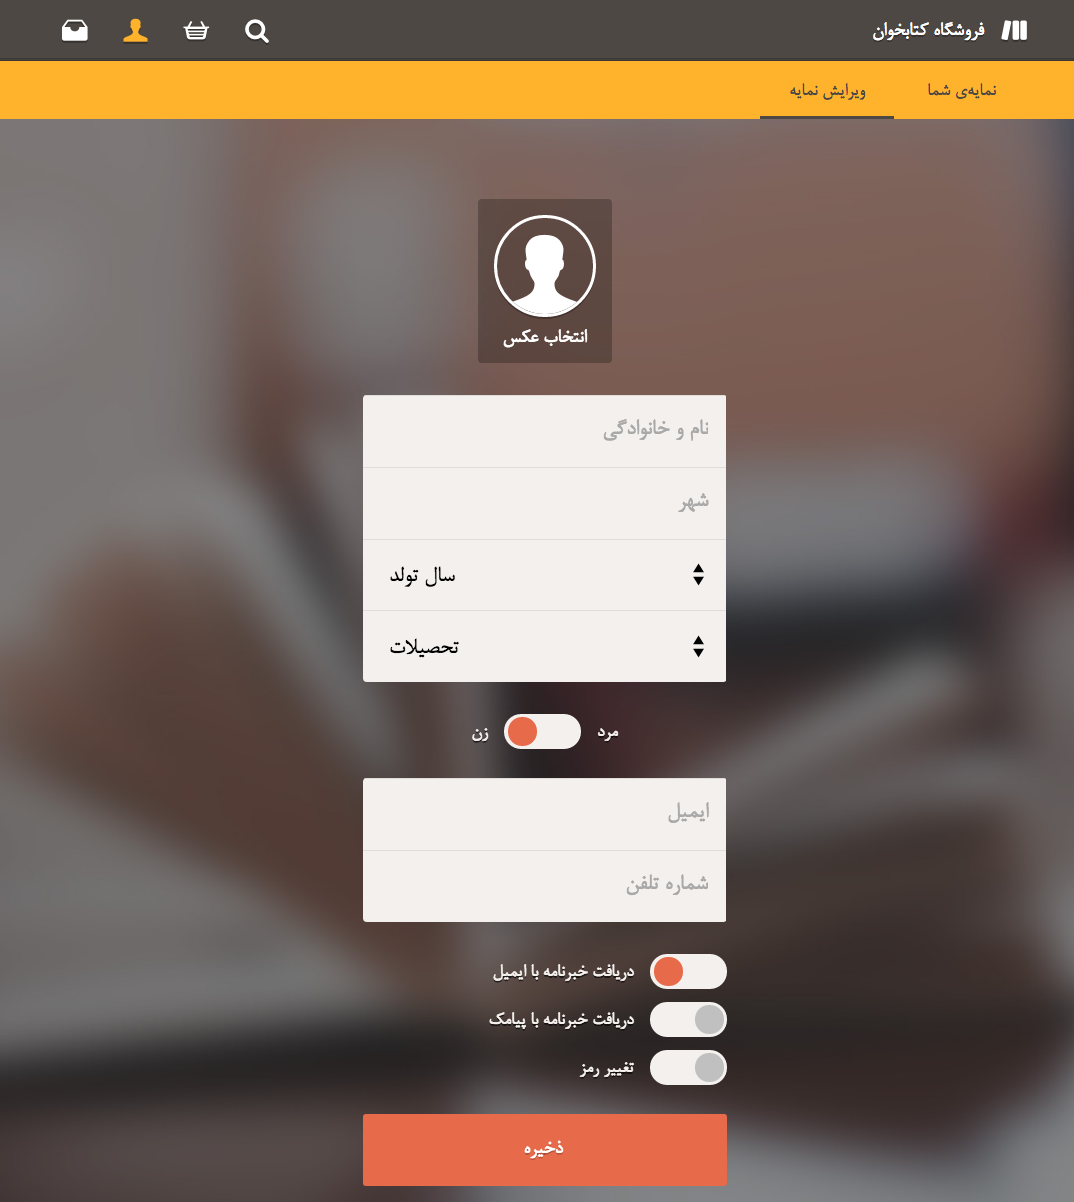 فروشگاه کتابخوان
نمایه‌ی شما
ویرایش نمایه
انتخاب عکس
نام و خانوادگی
شهر
سال تولد
تحصیلات
مرد
زن
ایمیل
شماره تلفن
دریافت خبرنامه با ایمیل
دریافت خبرنامه با پیامک
تغییر رمز
ذخیره